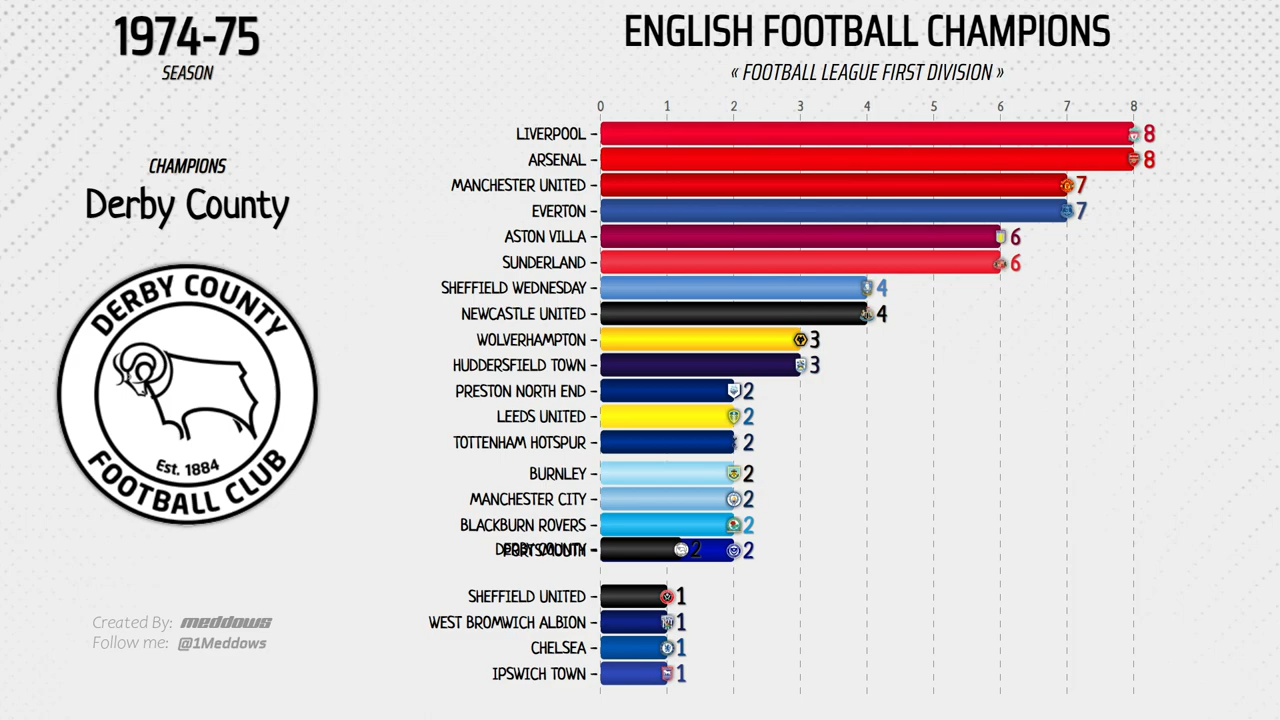 1974-75
SEASON
CHAMPIONS
Derby County
DERBY COUNTY
Est. 1884
FOOTBALL CLUB
Created By: meddows
Follow me: @1Meddows
ENGLISH FOOTBALL CHAMPIONS
« FOOTBALL LEAGUE FIRST DIVISION »
0 1 2 3 4 5 6 7 8
LIVERPOOL 8
ARSENAL 8
MANCHESTER UNITED 7
EVERTON 7
ASTON VILLA 6
SUNDERLAND 6
SHEFFIELD WEDNESDAY 4
NEWCASTLE UNITED 4
WOLVERHAMPTON 3
HUDDERSFIELD TOWN 3
PRESTON NORTH END 2
LEEDS UNITED 2
TOTTENHAM HOTSPUR 2
BURNLEY 2
MANCHESTER CITY 2
BLACKBURN ROVERS 2
DERBY COUNTY 2
PORTSMOUTH 2
SHEFFIELD UNITED 1
WEST BROMWICH ALBION 1
CHELSEA 1
IPSWICH TOWN 1